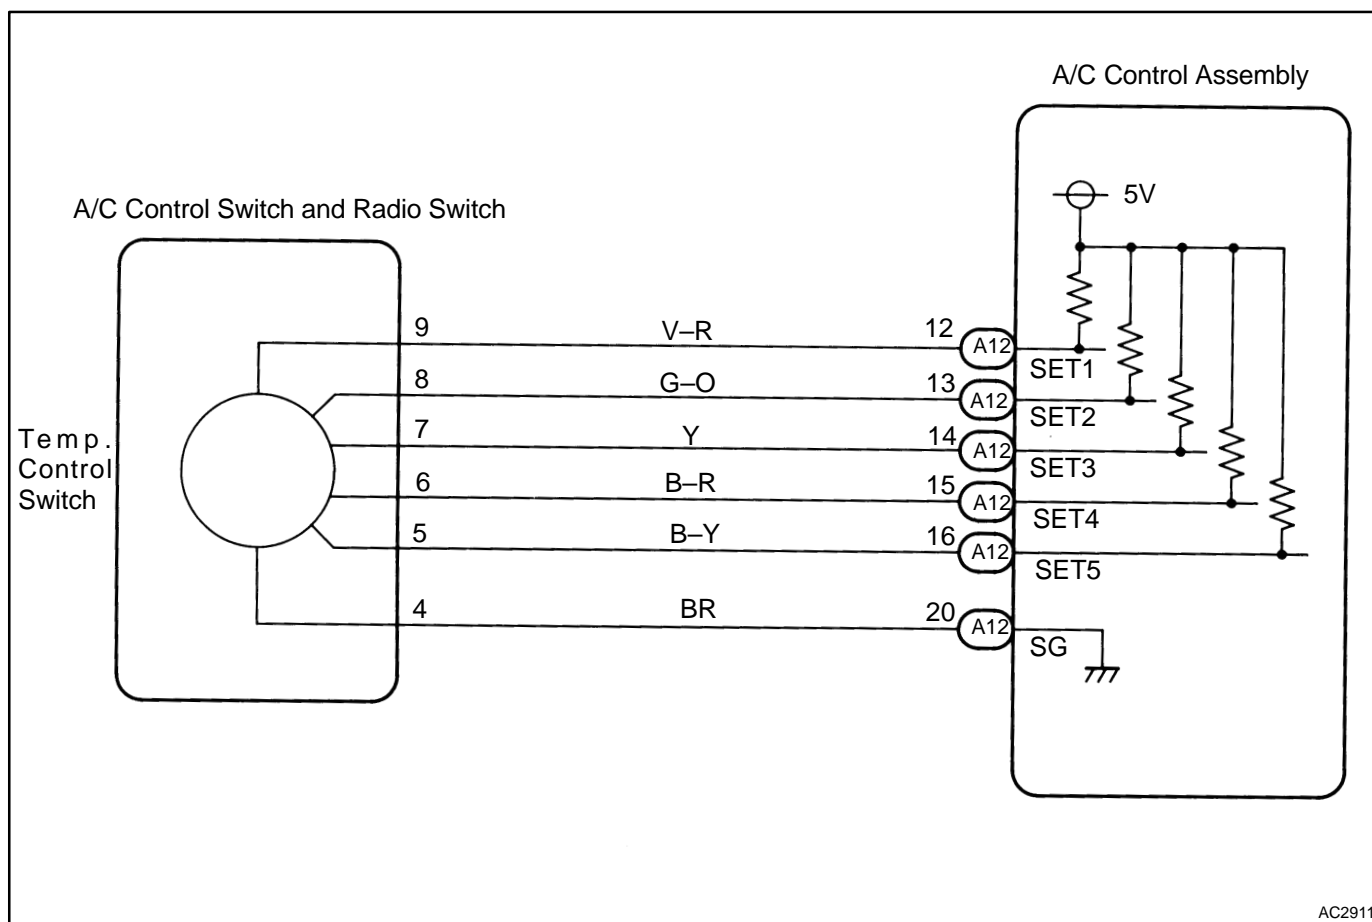 A/C Control Assembly
5V
A/C Control Switch and Radio Switch
Temp.
Control
Switch
9 V–R 12 A12 SET1
8 G–O 13 A12 SET2
7 Y 14 A12 SET3
6 B–R 15 A12 SET4
5 B–Y 16 A12 SET5
4 BR 20 A12 SG
AC2911